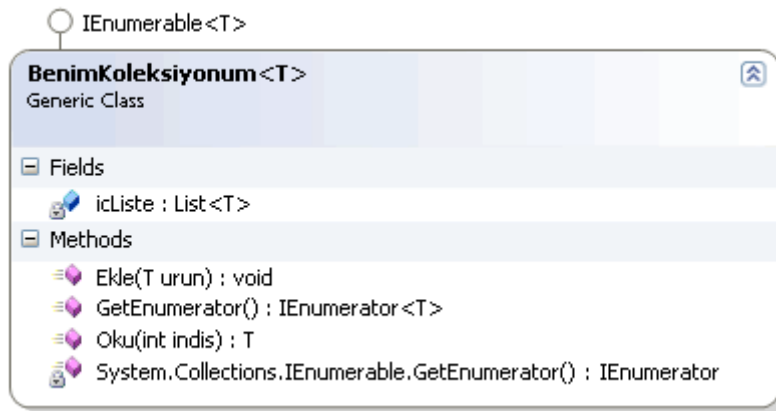 IEnumerable<T>
BenimKoleksiyonum<T>
Generic Class
Fields
icListe : List<T>
Methods
Ekle(T urun) : void
GetEnumerator() : IEnumerator<T>
Oku(int indis) : T
System.Collections.IEnumerable.GetEnumerator() : IEnumerator